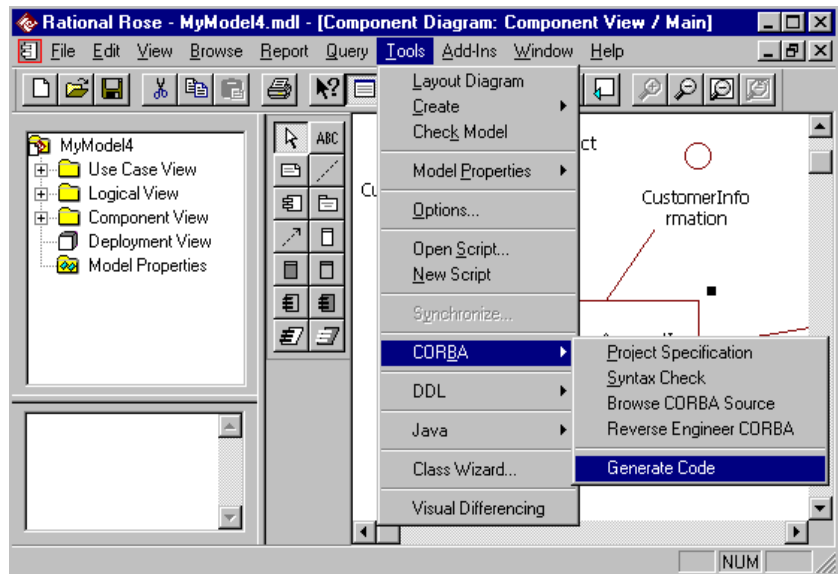 Rational Rose - MyModel4.mdl - [Component Diagram: Component View / Main]
File Edit View Browse Report Query Tools Add-Ins Window Help
MyModel4
Use Case View
Logical View
Component View
Deployment View
Model Properties
ABC
Layout Diagram
Create
Check Model
Model Properties
Options...
Open Script...
New Script
Synchronize...
CORBA
DDL
Java
Class Wizard...
Visual Differencing
Project Specification
Syntax Check
Browse CORBA Source
Reverse Engineer CORBA
Generate Code
Cu
ct
CustomerInfo
rmation
NUM